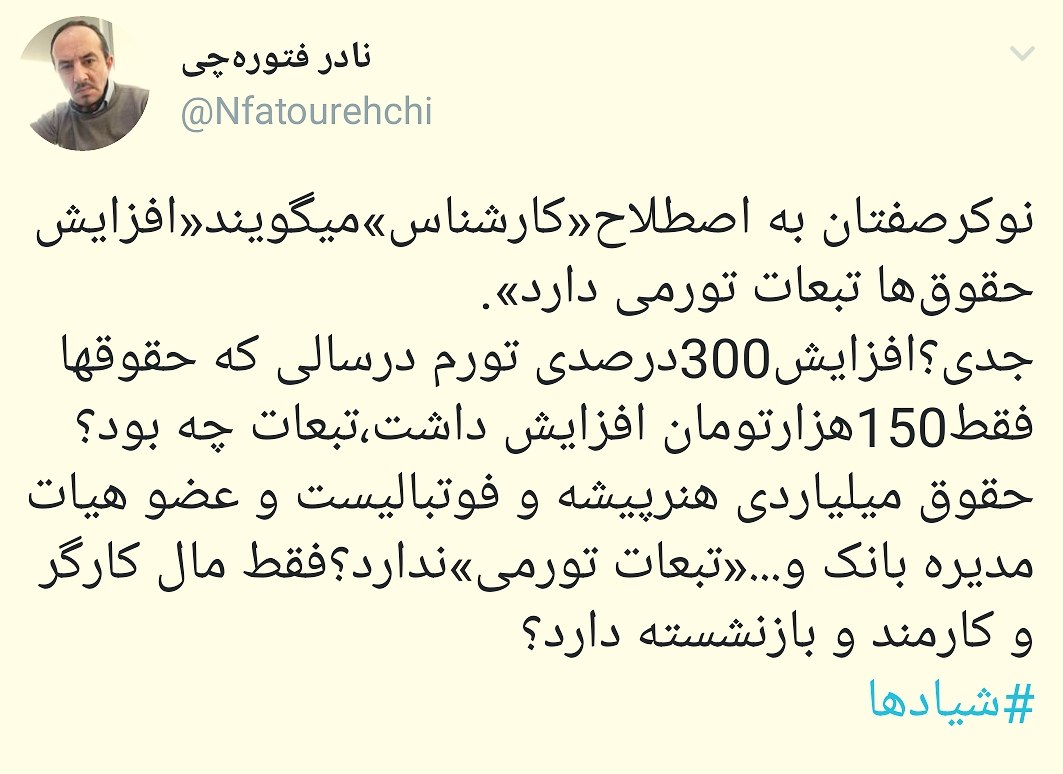 نادر فتوره‌چی
@Nfatourehchi
نوکرصفتان به اصطلاح«کارشناس»میگویند«افزایش
حقوق‌ها تبعات تورمی دارد».
جدی؟افزایش300درصدی تورم درسالی که حقوقها
فقط150هزارتومان افزایش داشت،تبعات چه بود؟
حقوق میلیاردی هنرپیشه و فوتبالیست و عضو هیات
مدیره بانک و...«تبعات تورمی»ندارد؟فقط مال کارگر
و کارمند و بازنشسته دارد؟
#شیادها